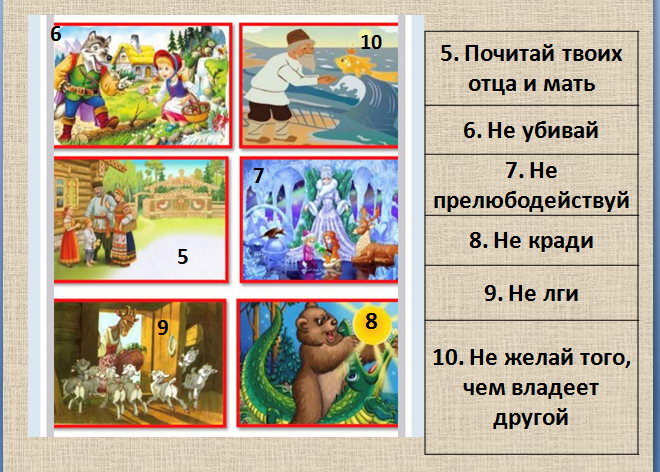 6
10
5
7
9
8
5. Почитай твоих
отца и мать
6. Не убивай
7. Не
прелюбодействуй
8. Не кради
9. Не лги
10. Не желай того,
чем владеет
другой